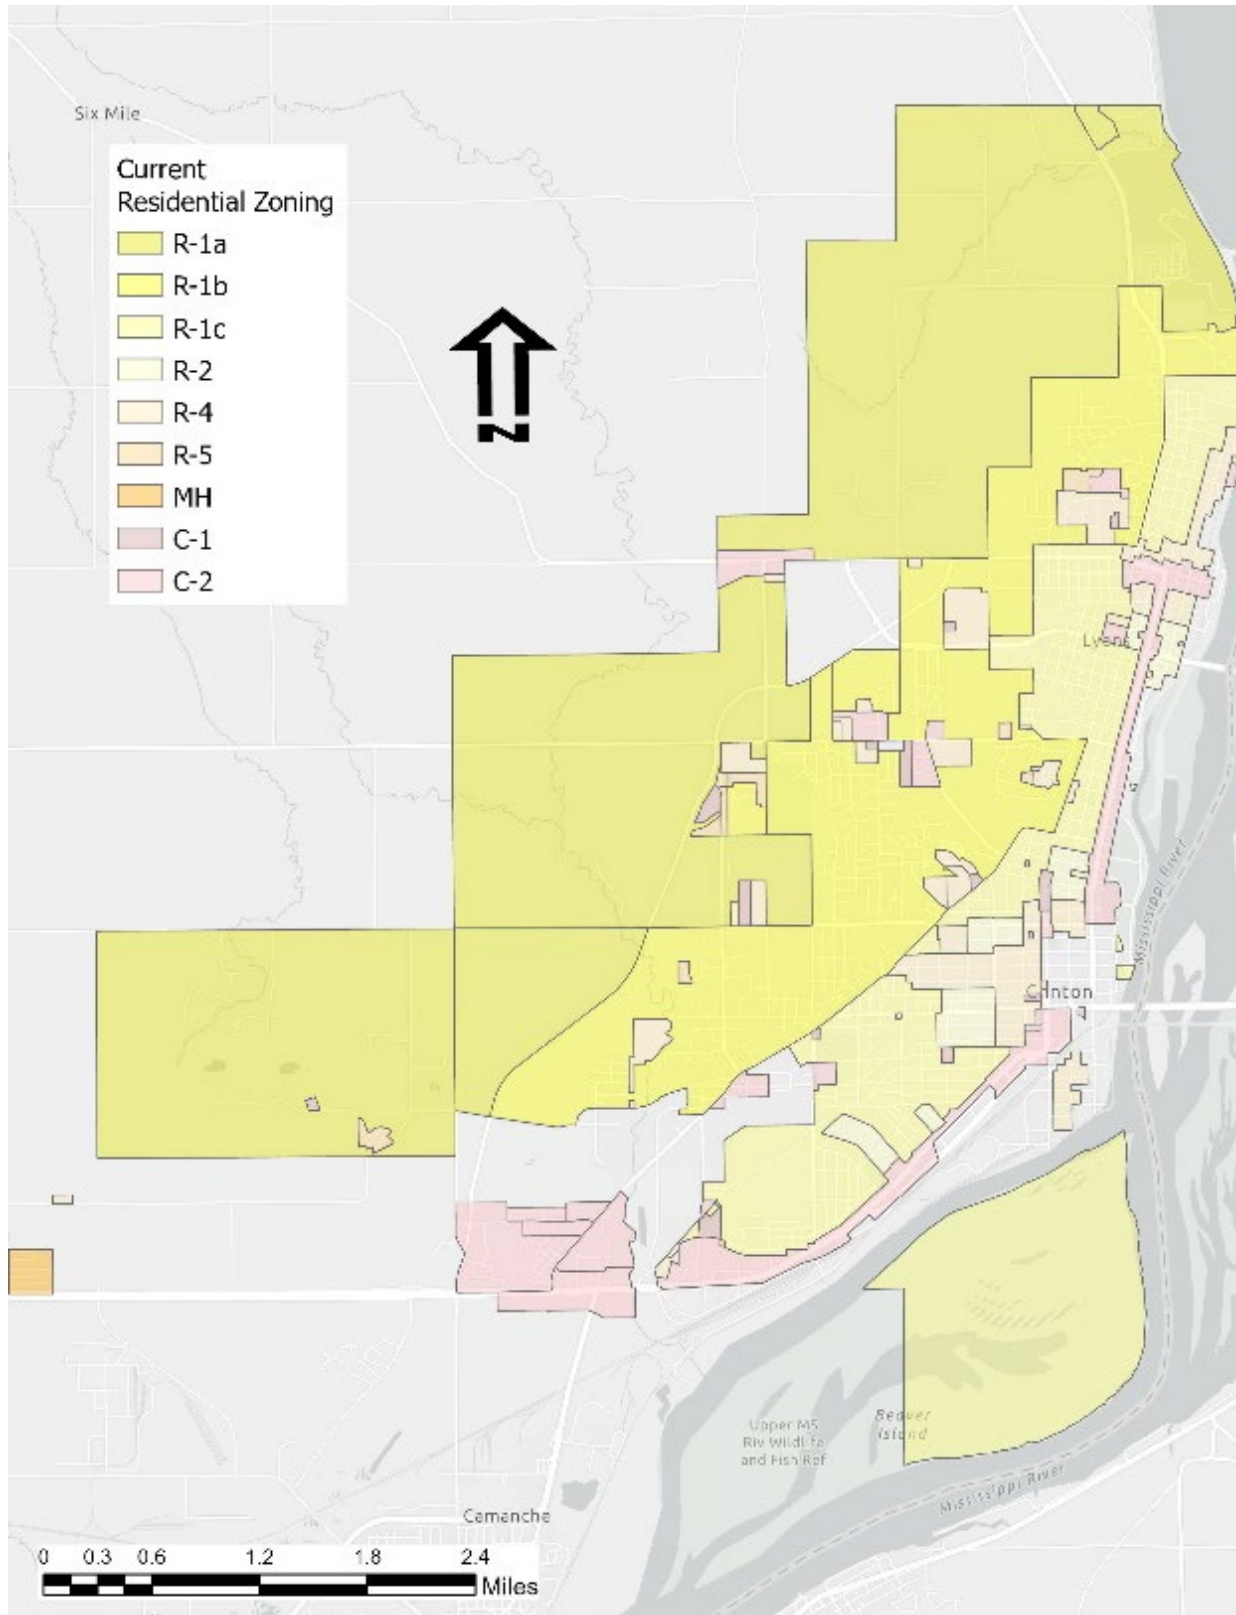 Six Mile
Current
Residential Zoning
R-1a
R-1b
R-1c
R-2
R-4
R-5
MH
C-1
C-2
N
Lyons
Mississippi River
Clinton
Beaver
Island
Upper MS
Riv Wildlife
and Fish Ref
Mississippi River
Camanche
0 0.3 0.6 1.2 1.8 2.4
Miles